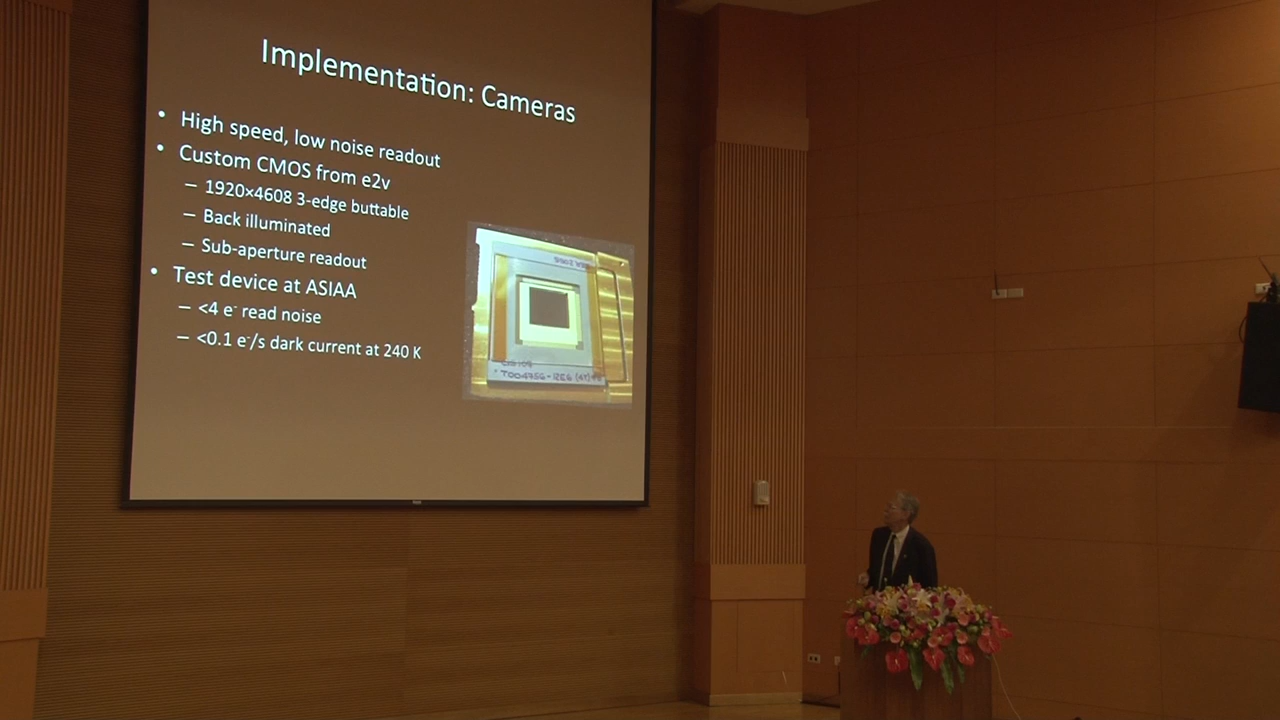 Implementation: Cameras
• High speed, low noise readout
• Custom CMOS from e2v
– 1920×4608 3-edge buttable
– Back illuminated
– Sub-aperture readout
• Test device at ASIAA
– <4 e⁻ read noise
– <0.1 e⁻/s dark current at 240 K